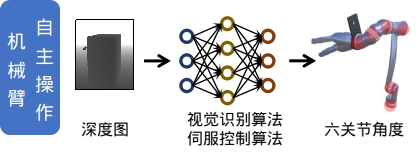 机械臂
自主操作
深度图
视觉识别算法
伺服控制算法
六关节角度